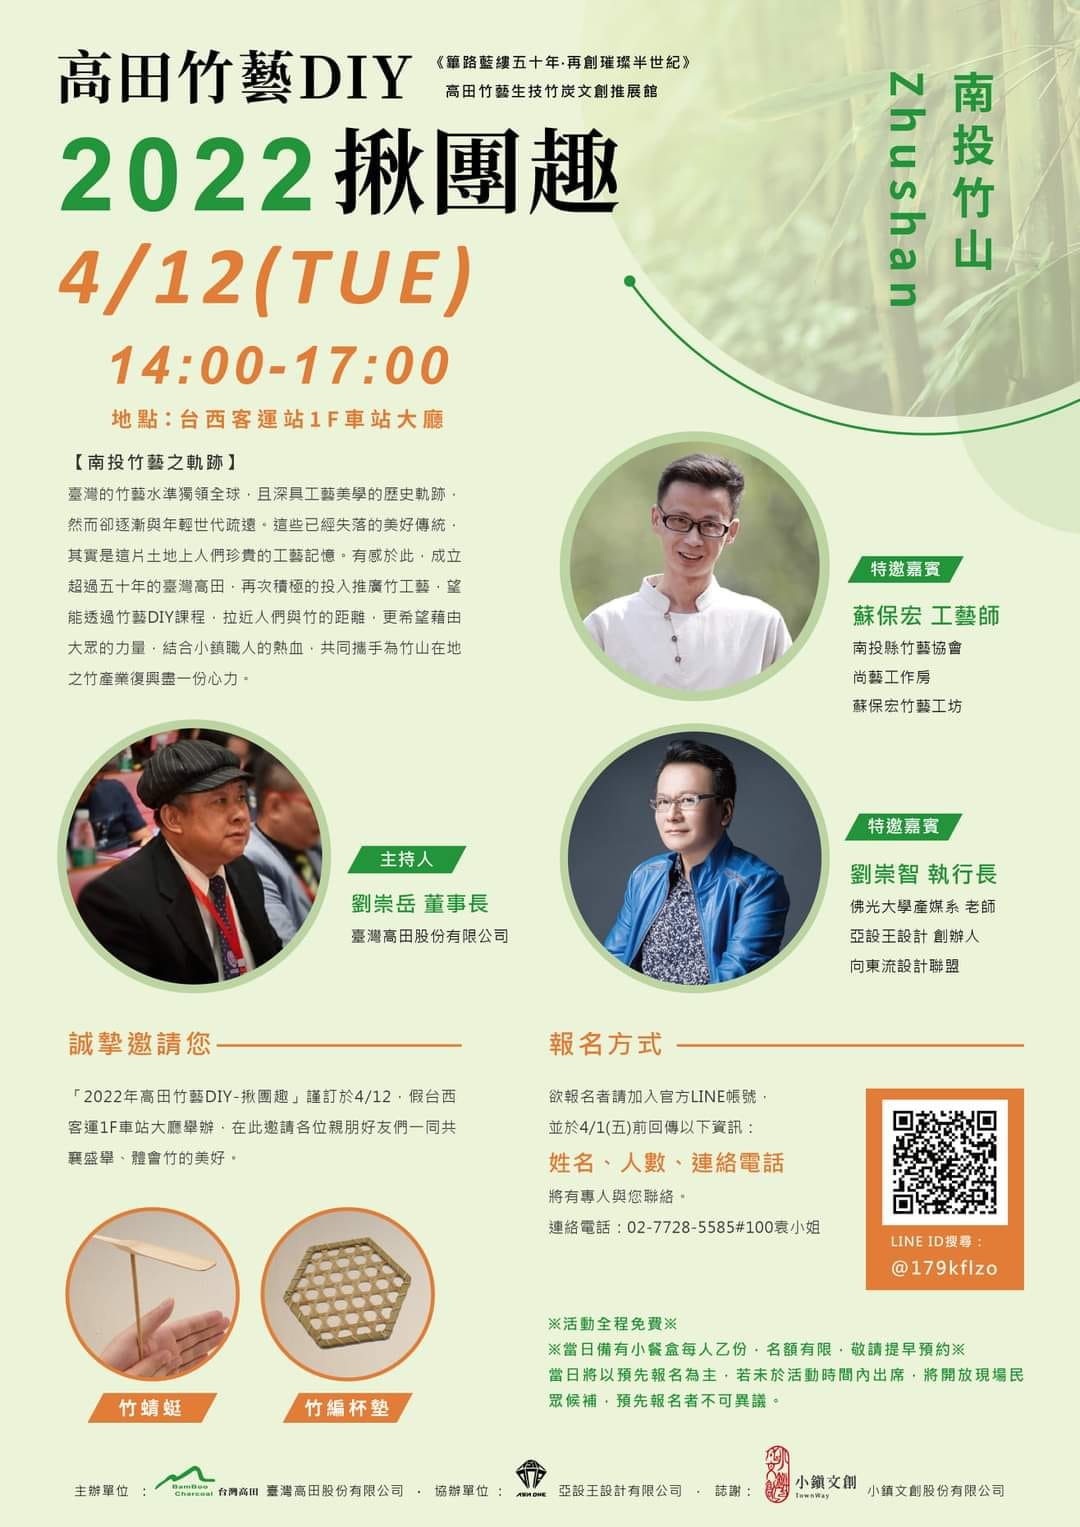 高田竹藝DIY
《篳路藍縷五十年·再創璀璨半世紀》
高田竹藝生技竹炭文創推展館
2022揪團趣
南投竹山
Zhushan
4/12(TUE)
14:00-17:00
地點：台西客運站1F車站大廳
【南投竹藝之軌跡】
臺灣的竹藝水準獨領全球，且深具工藝美學的歷史軌跡，
然而卻逐漸與年輕世代疏遠。這些已經失落的美好傳統，
其實是這片土地上人們珍貴的工藝記憶。有感於此，成立
超過五十年的臺灣高田，再次積極的投入推廣竹工藝，望
能透過竹藝DIY課程，拉近人們與竹的距離，更希望藉由
大眾的力量，結合小鎮職人的熱血，共同攜手為竹山在地
之竹產業復興盡一份心力。
特邀嘉賓
蘇保宏 工藝師
南投縣竹藝協會
尚藝工作房
蘇保宏竹藝工坊
主持人
劉崇岳 董事長
臺灣高田股份有限公司
特邀嘉賓
劉崇智 執行長
佛光大學產媒系 老師
亞設王設計 創辦人
向東流設計聯盟
誠摯邀請您
「2022年高田竹藝DIY-揪團趣」謹訂於4/12，假台西
客運1F車站大廳舉辦，在此邀請各位親朋好友們一同共
襄盛舉、體會竹的美好。
竹蜻蜓
竹編杯墊
報名方式
欲報名者請加入官方LINE帳號，
並於4/1(五)前回傳以下資訊：
姓名、人數、連絡電話
將有專人與您聯絡。
連絡電話：02-7728-5585#100袁小姐
LINE ID搜尋：
@179kflzo
※活動全程免費※
※當日備有小餐盒每人乙份，名額有限，敬請提早預約※
當日將以預先報名為主，若未於活動時間內出席，將開放現場民
眾候補，預先報名者不可異議。
主辦單位 ： BamBoo Charcoal 台灣高田 臺灣高田股份有限公司 · 協辦單位： ASIA ONE 亞設王設計有限公司 · 誌謝： 小鎮文創 TownWay 小鎮文創股份有限公司